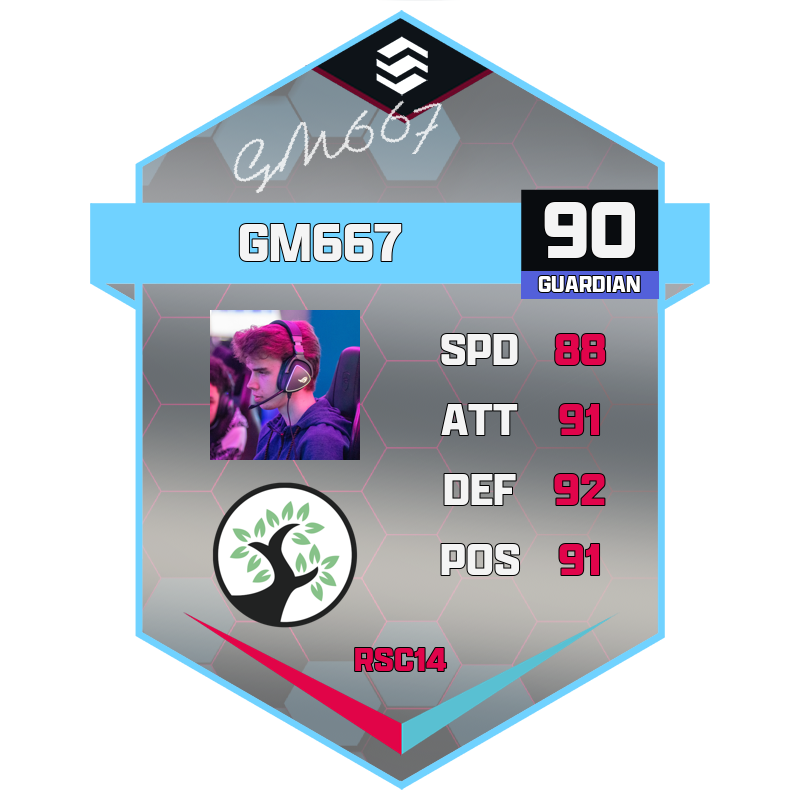 GM667
GM667
90
GUARDIAN
SPD 88
ATT 91
DEF 92
POS 91
RSC14